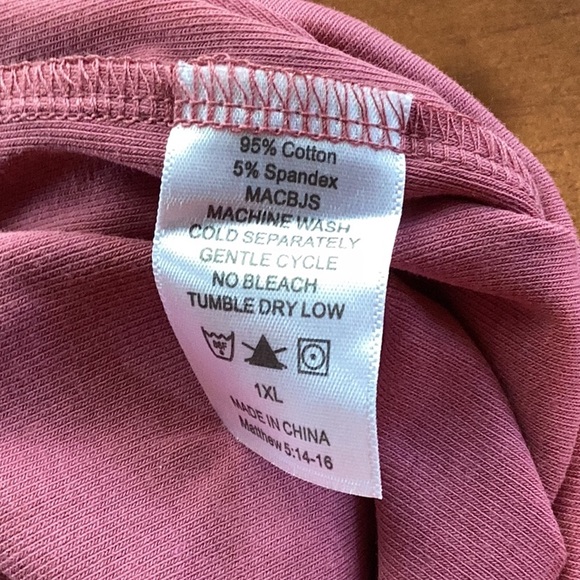 95% Cotton
5% Spandex
MACBJS
MACHINE WASH
COLD SEPARATELY
GENTLE CYCLE
NO BLEACH
TUMBLE DRY LOW
1XL
MADE IN CHINA
Matthew 5:14-16